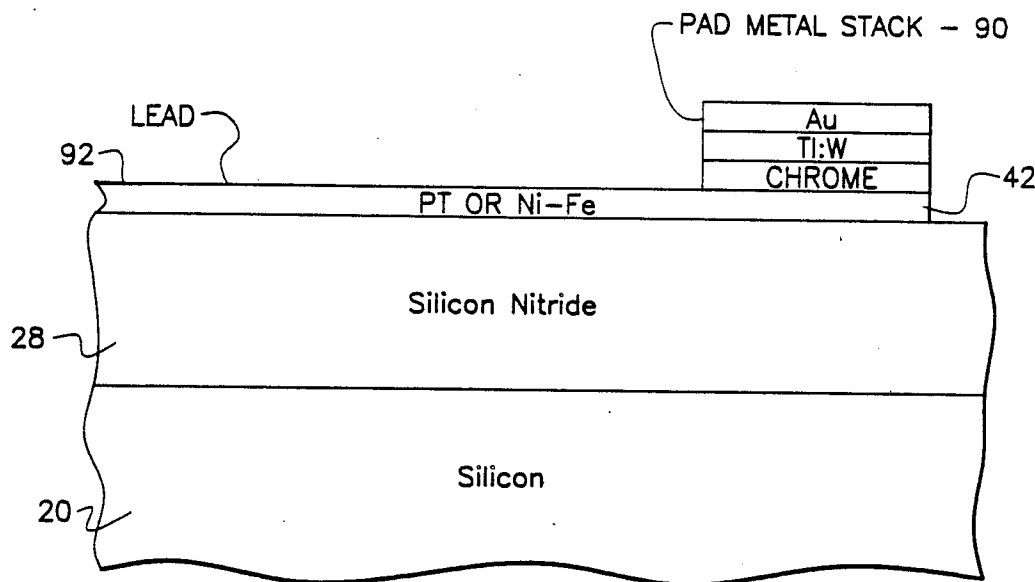 PAD METAL STACK - 90
LEAD
Au
92
TI:W
CHROME
42
PT OR Ni-Fe
Silicon Nitride
28
Silicon
20